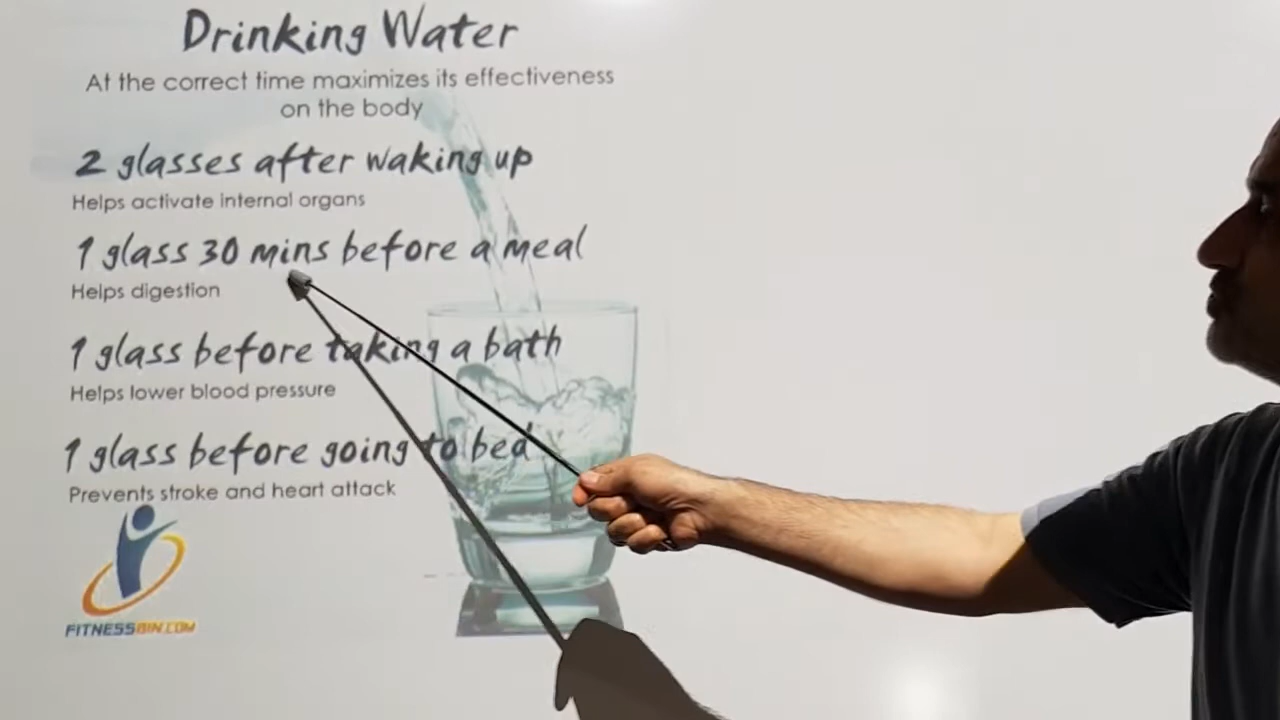 Drinking Water
At the correct time maximizes its effectiveness
on the body
2 glasses after waking up
Helps activate internal organs
1 glass 30 mins before a meal
Helps digestion
1 glass before taking a bath
Helps lower blood pressure
1 glass before going to bed
Prevents stroke and heart attack
FITNESSBIN.COM